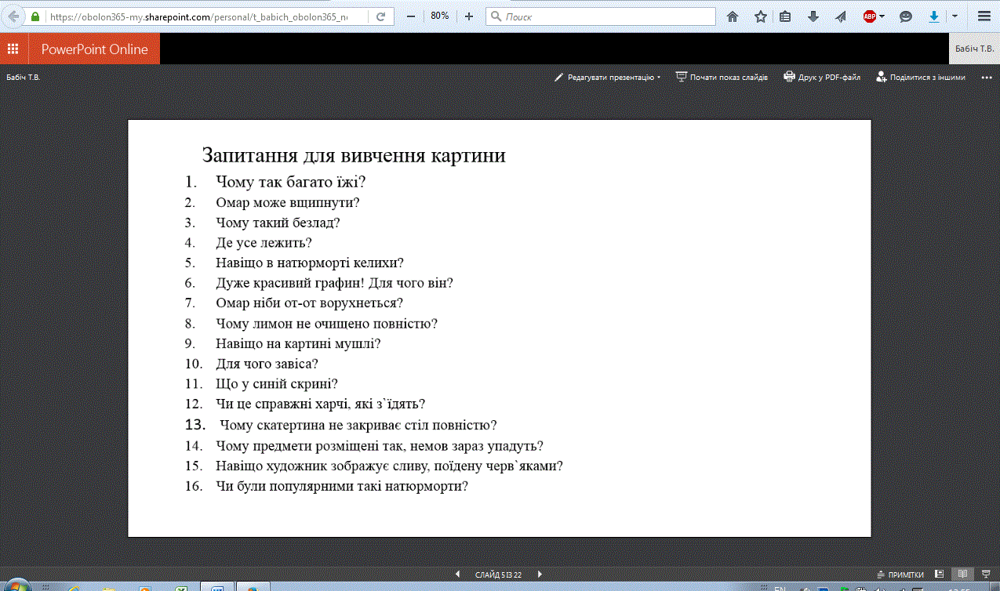 https://obolon365-my.sharepoint.com/personal/t_babich_obolon365_n
80%
Поиск
ABP
PowerPoint Online
Бабіч Т.В.
Бабіч Т.В.
Редагувати презентацію
Почати показ слайдів
Друк у PDF-файл
Поділитися з іншими
Запитання для вивчення картини
1. Чому так багато їжі?
2. Омар може вщипнути?
3. Чому такий безлад?
4. Де усе лежить?
5. Навіщо в натюрморті келихи?
6. Дуже красивий графин! Для чого він?
7. Омар ніби от-от ворухнеться?
8. Чому лимон не очищено повністю?
9. Навіщо на картині мушлі?
10. Для чого завіса?
11. Що у синій скрині?
12. Чи це справжні харчі, які з`їдять?
13. Чому скатертина не закриває стіл повністю?
14. Чому предмети розміщені так, немов зараз упадуть?
15. Навіщо художник зображує сливу, поїдену черв`яками?
16. Чи були популярними такі натюрморти?
СЛАЙД 5 ІЗ 22
ПРИМІТКИ
EN